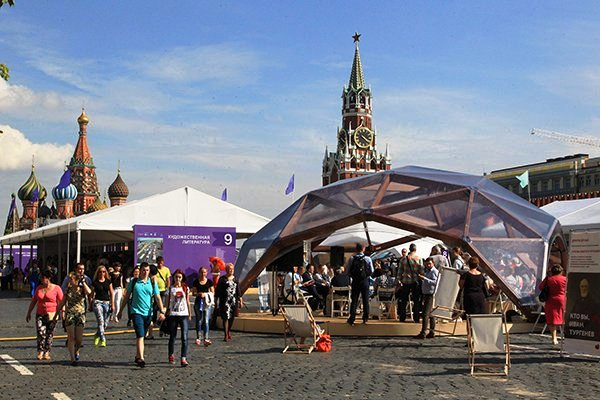 ХУДОЖЕСТВЕННАЯ
ЛИТЕРАТУРА
9
КТО ВЫ,
ИВАН
ТУРГЕНЕВ